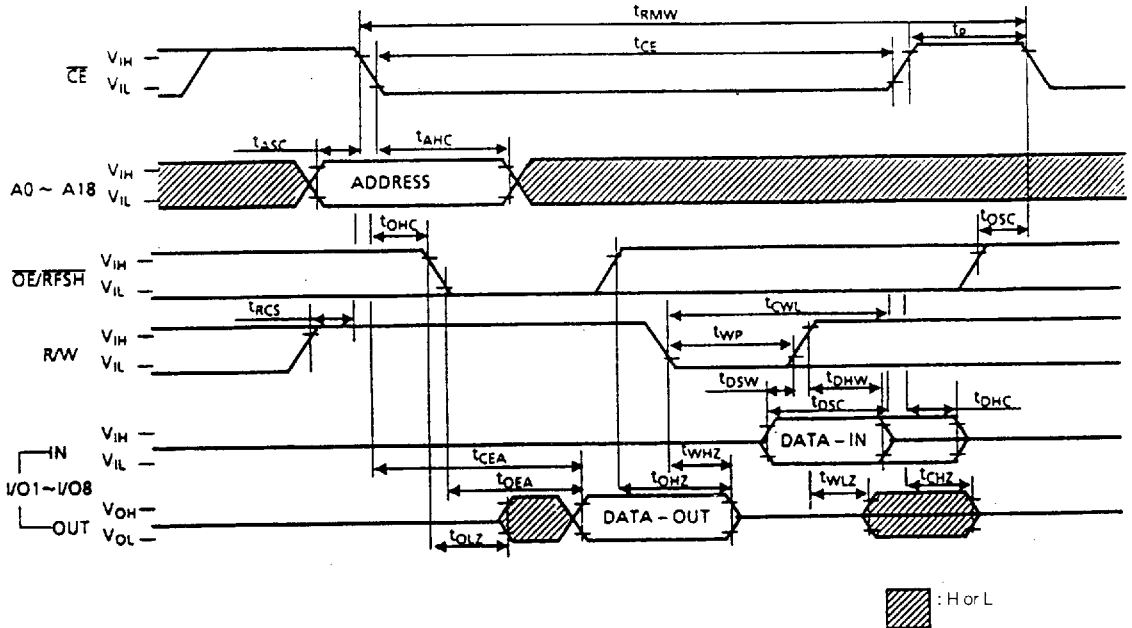 tRMW
tCE
tP
CE
VIH
VIL
tASC
tAHC
A0 ~ A18
VIH
VIL
ADDRESS
tOHC
tOSC
OE/RFSH
VIH
VIL
tRCS
tCWL
R/W
VIH
VIL
tWP
tDSW
tDHW
tDSC
tDHC
IN
VIH
VIL
DATA-IN
tCEA
tWHZ
I/O1~I/O8
tOEA
tOHZ
tWLZ
tCHZ
OUT
VOH
VOL
DATA-OUT
tOLZ
: H or L